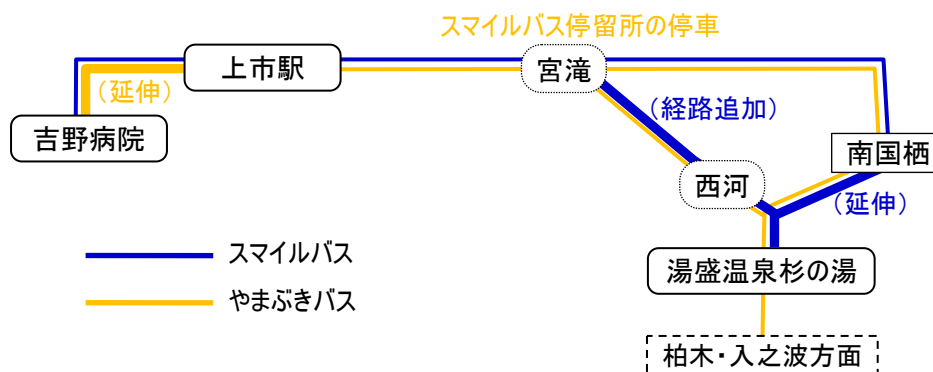 スマイルバス停留所の停車
上市駅
宮滝
(延伸)
(経路追加)
吉野病院
南国栖
西河
(延伸)
スマイルバス
湯盛温泉杉の湯
やまぶきバス
柏木・入之波方面